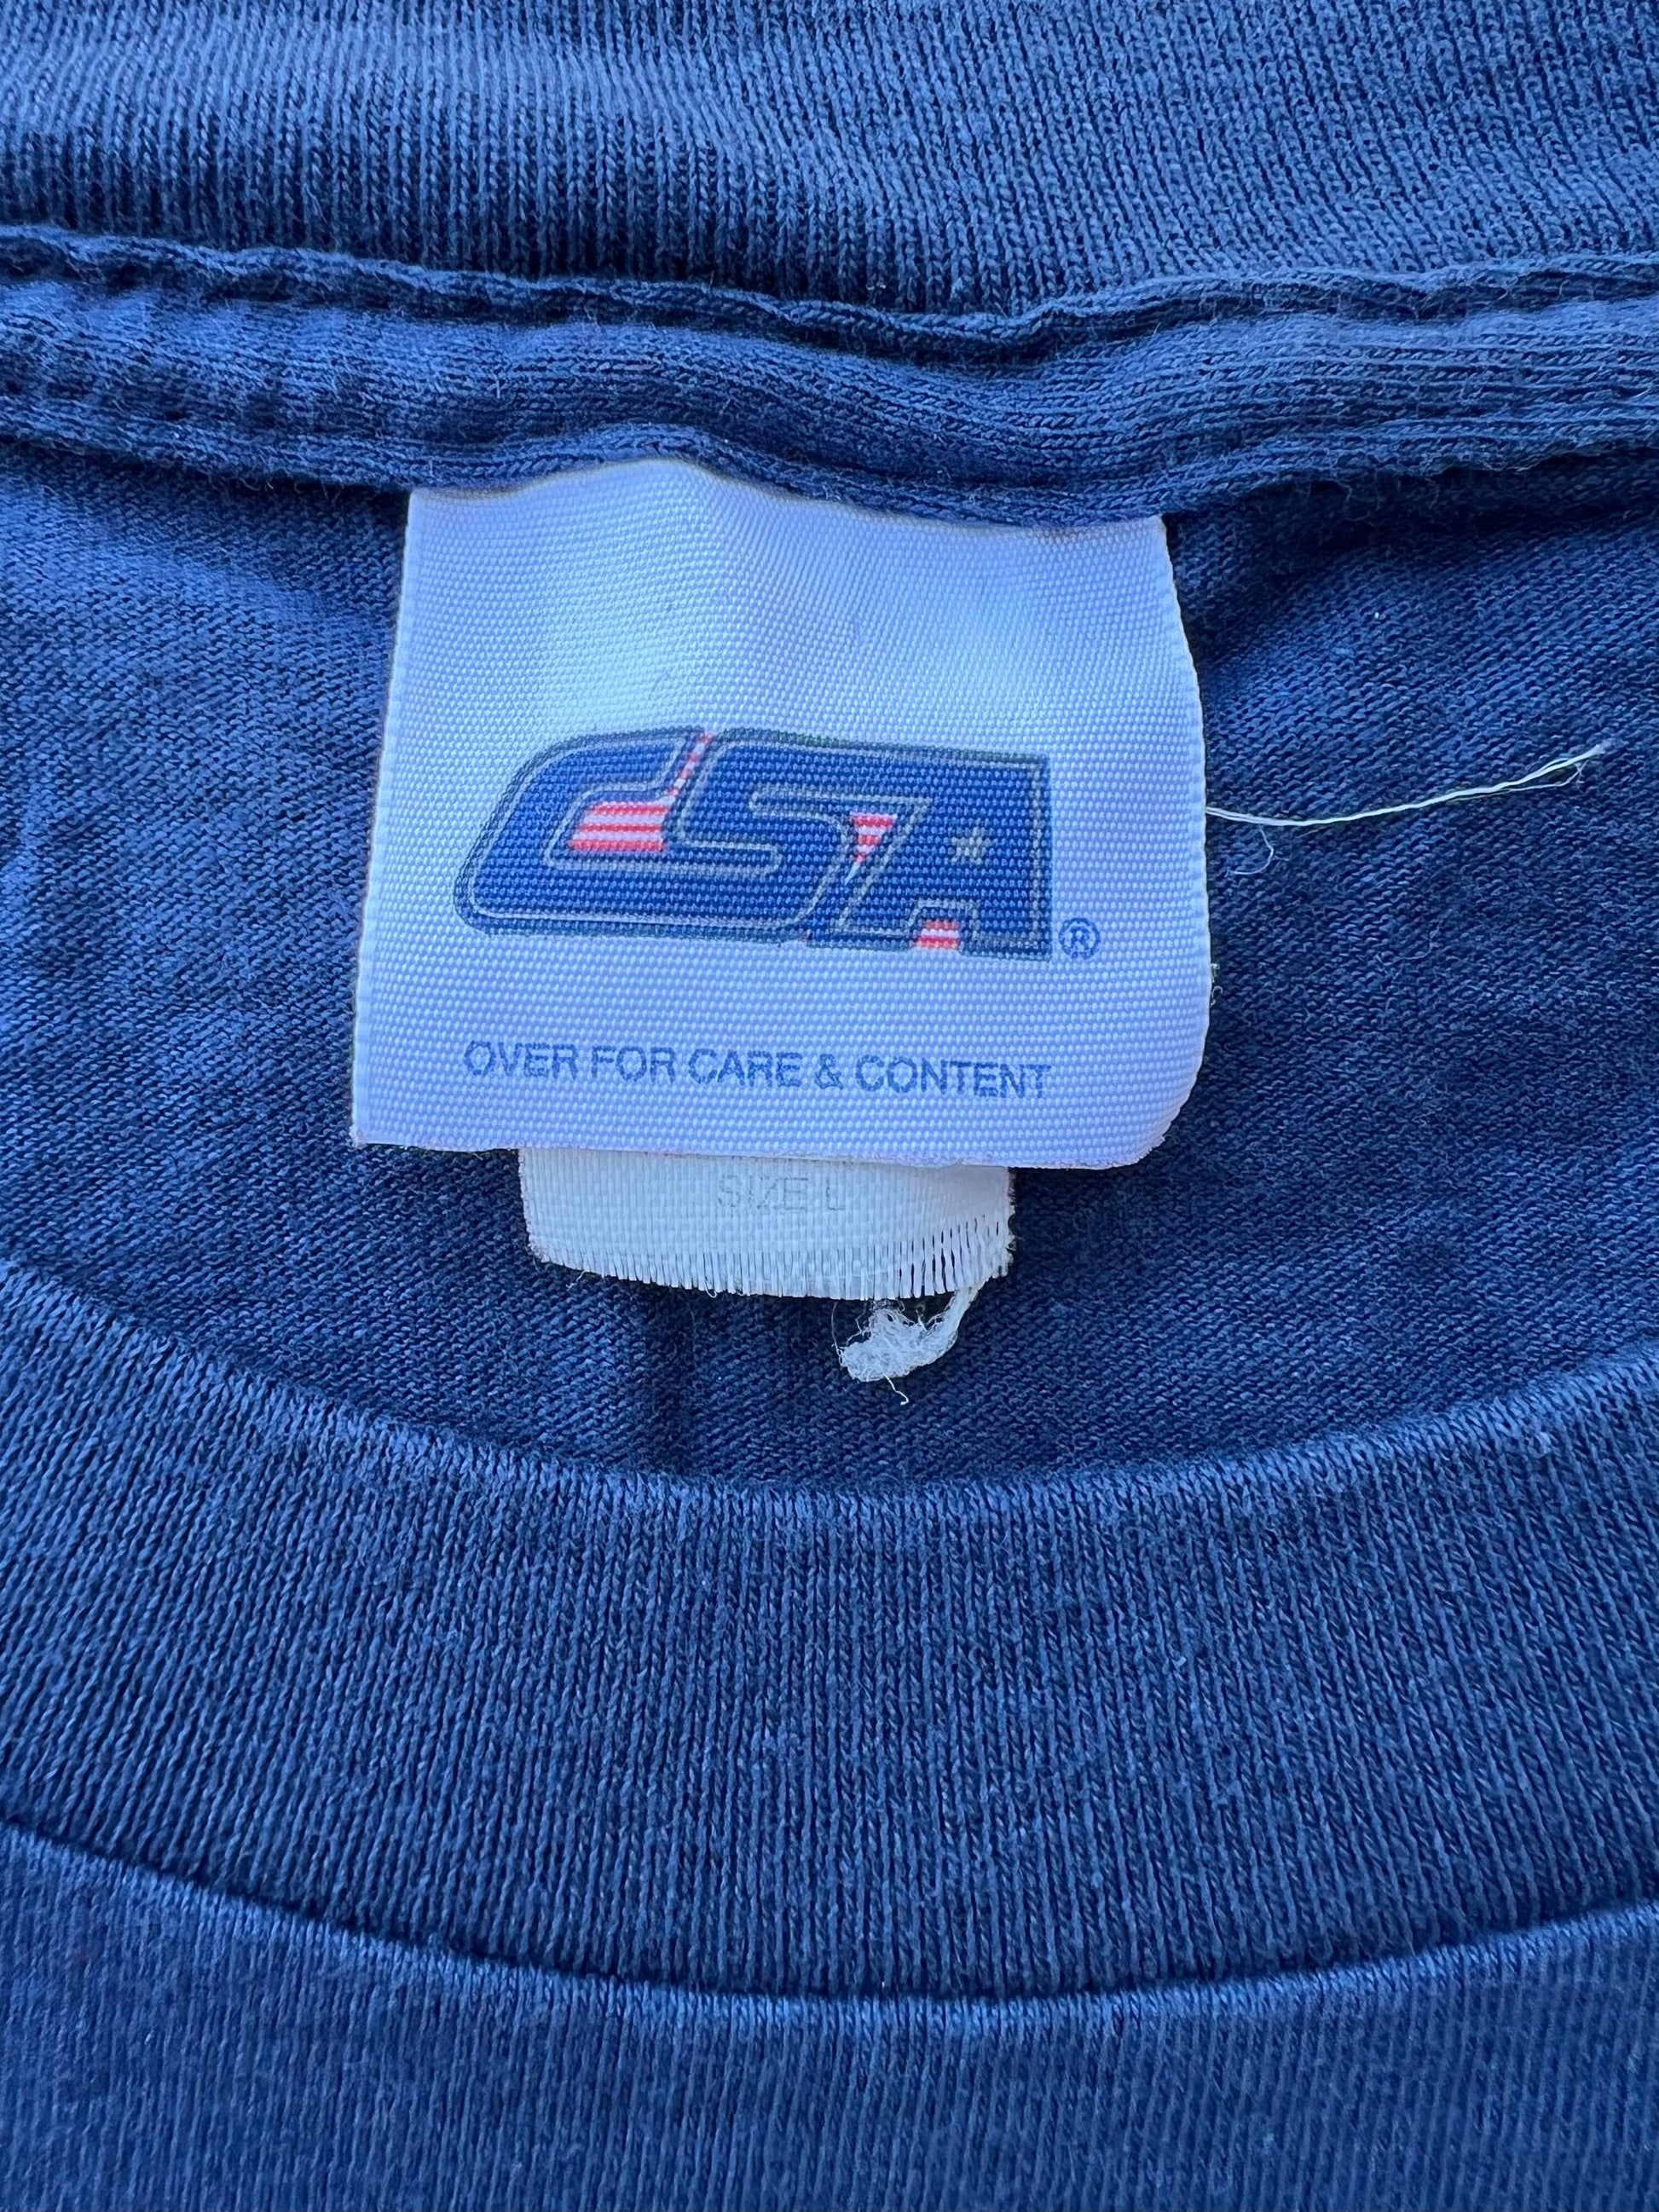 CSA®
OVER FOR CARE & CONTENT
SIZE L